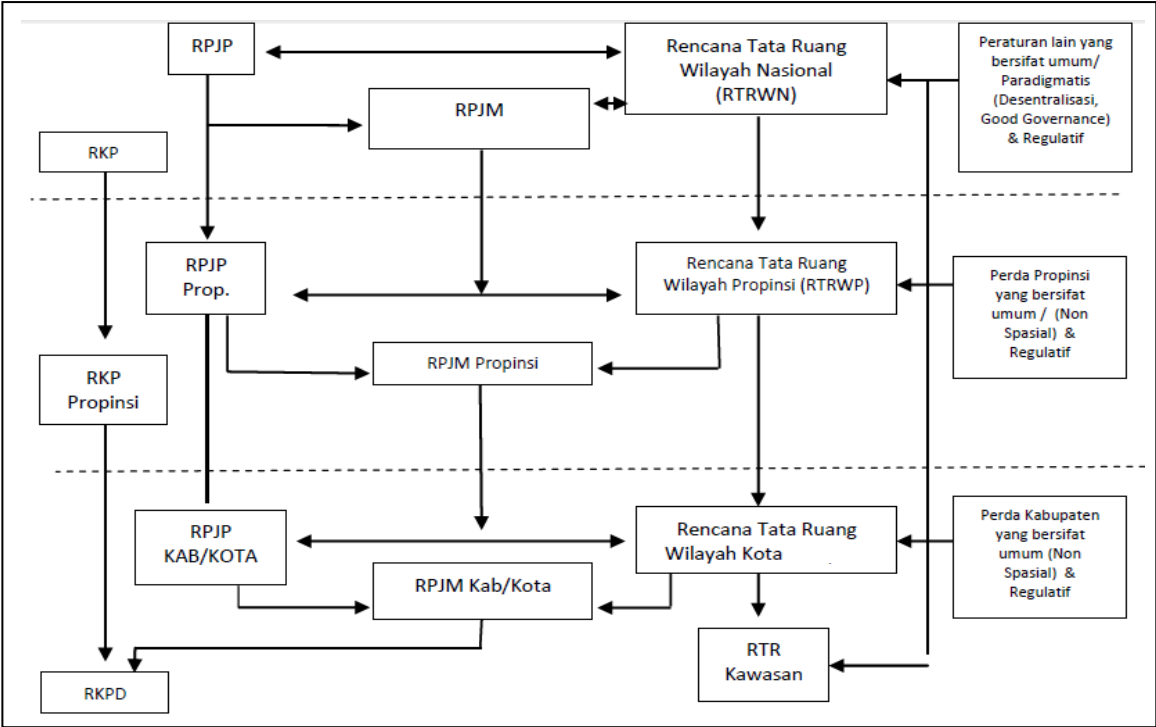 RPJP
Rencana Tata Ruang
Wilayah Nasional
(RTRWN)
Peraturan lain yang
bersifat umum/
Paradigmatis
(Desentralisasi,
Good Governance)
& Regulatif
RPJM
RKP
RPJP
Prop.
Rencana Tata Ruang
Wilayah Propinsi (RTRWP)
Perda Propinsi
yang bersifat
umum / (Non
Spasial) &
Regulatif
RPJM Propinsi
RKP
Propinsi
RPJP
KAB/KOTA
Rencana Tata Ruang
Wilayah Kota
Perda Kabupaten
yang bersifat
umum (Non
Spasial) &
Regulatif
RPJM Kab/Kota
RTR
Kawasan
RKPD